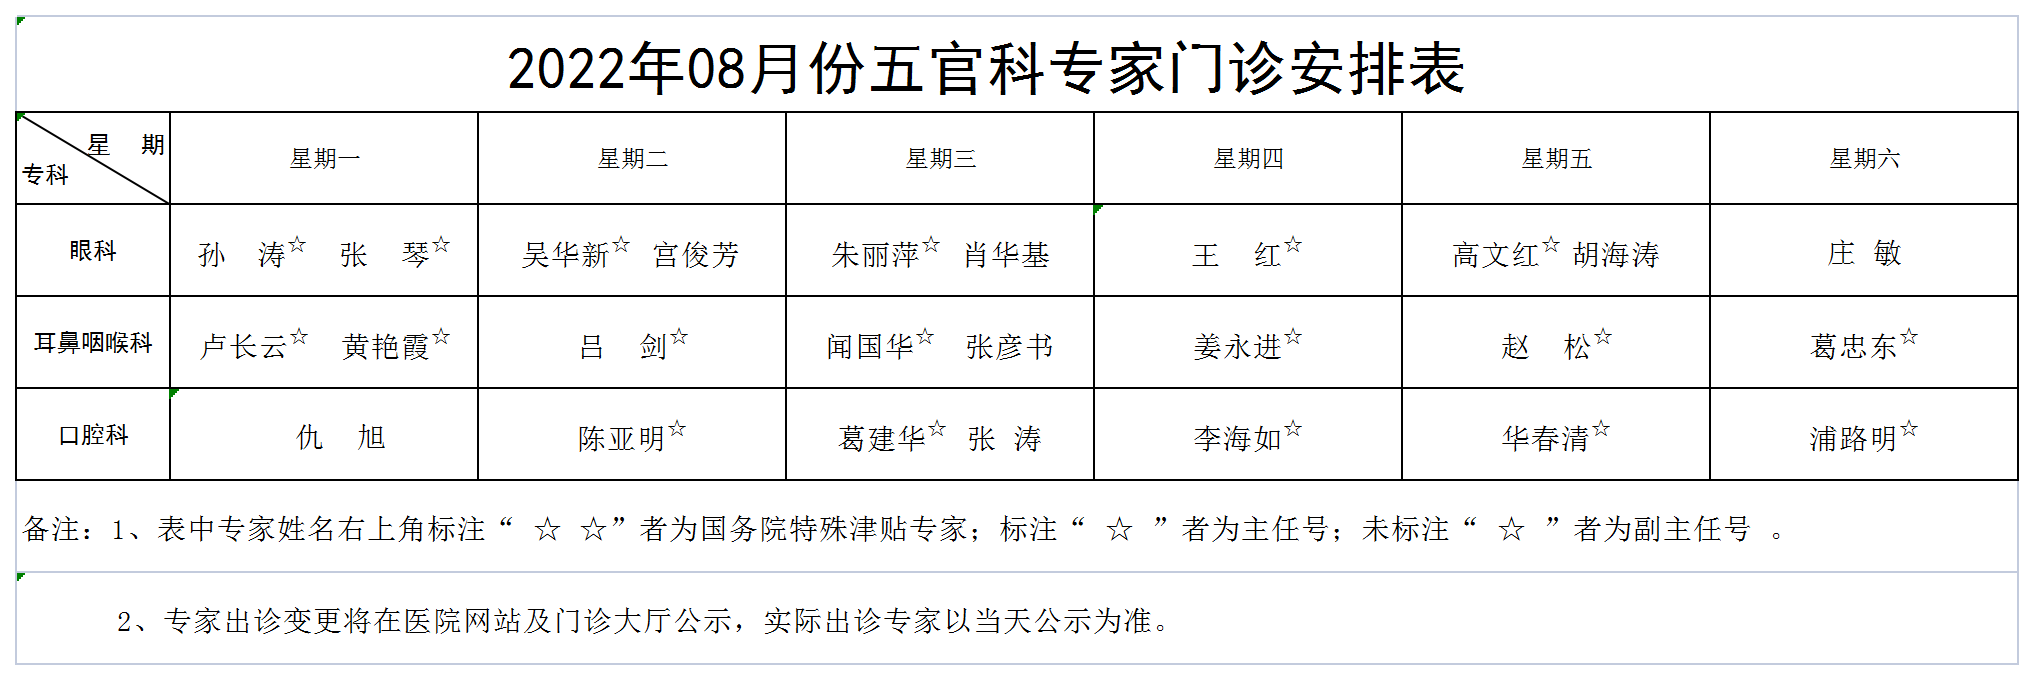 2022年08月份五官科专家门诊安排表
星 期
专科 星期一 星期二 星期三 星期四 星期五 星期六
眼科 孙 涛☆ 张 琴☆ 吴华新☆ 宫俊芳 朱丽萍☆ 肖华基 王 红☆ 高文红☆ 胡海涛 庄 敏
耳鼻咽喉科 卢长云☆ 黄艳霞☆ 吕 剑☆ 闻国华☆ 张彦书 姜永进☆ 赵 松☆ 葛忠东☆
口腔科 仇 旭 陈亚明☆ 葛建华☆ 张 涛 李海如☆ 华春清☆ 浦路明☆
备注：1、表中专家姓名右上角标注“ ☆ ☆”者为国务院特殊津贴专家；标注“ ☆ ”者为主任号；未标注“ ☆ ”者为副主任号 。
2、专家出诊变更将在医院网站及门诊大厅公示，实际出诊专家以当天公示为准。